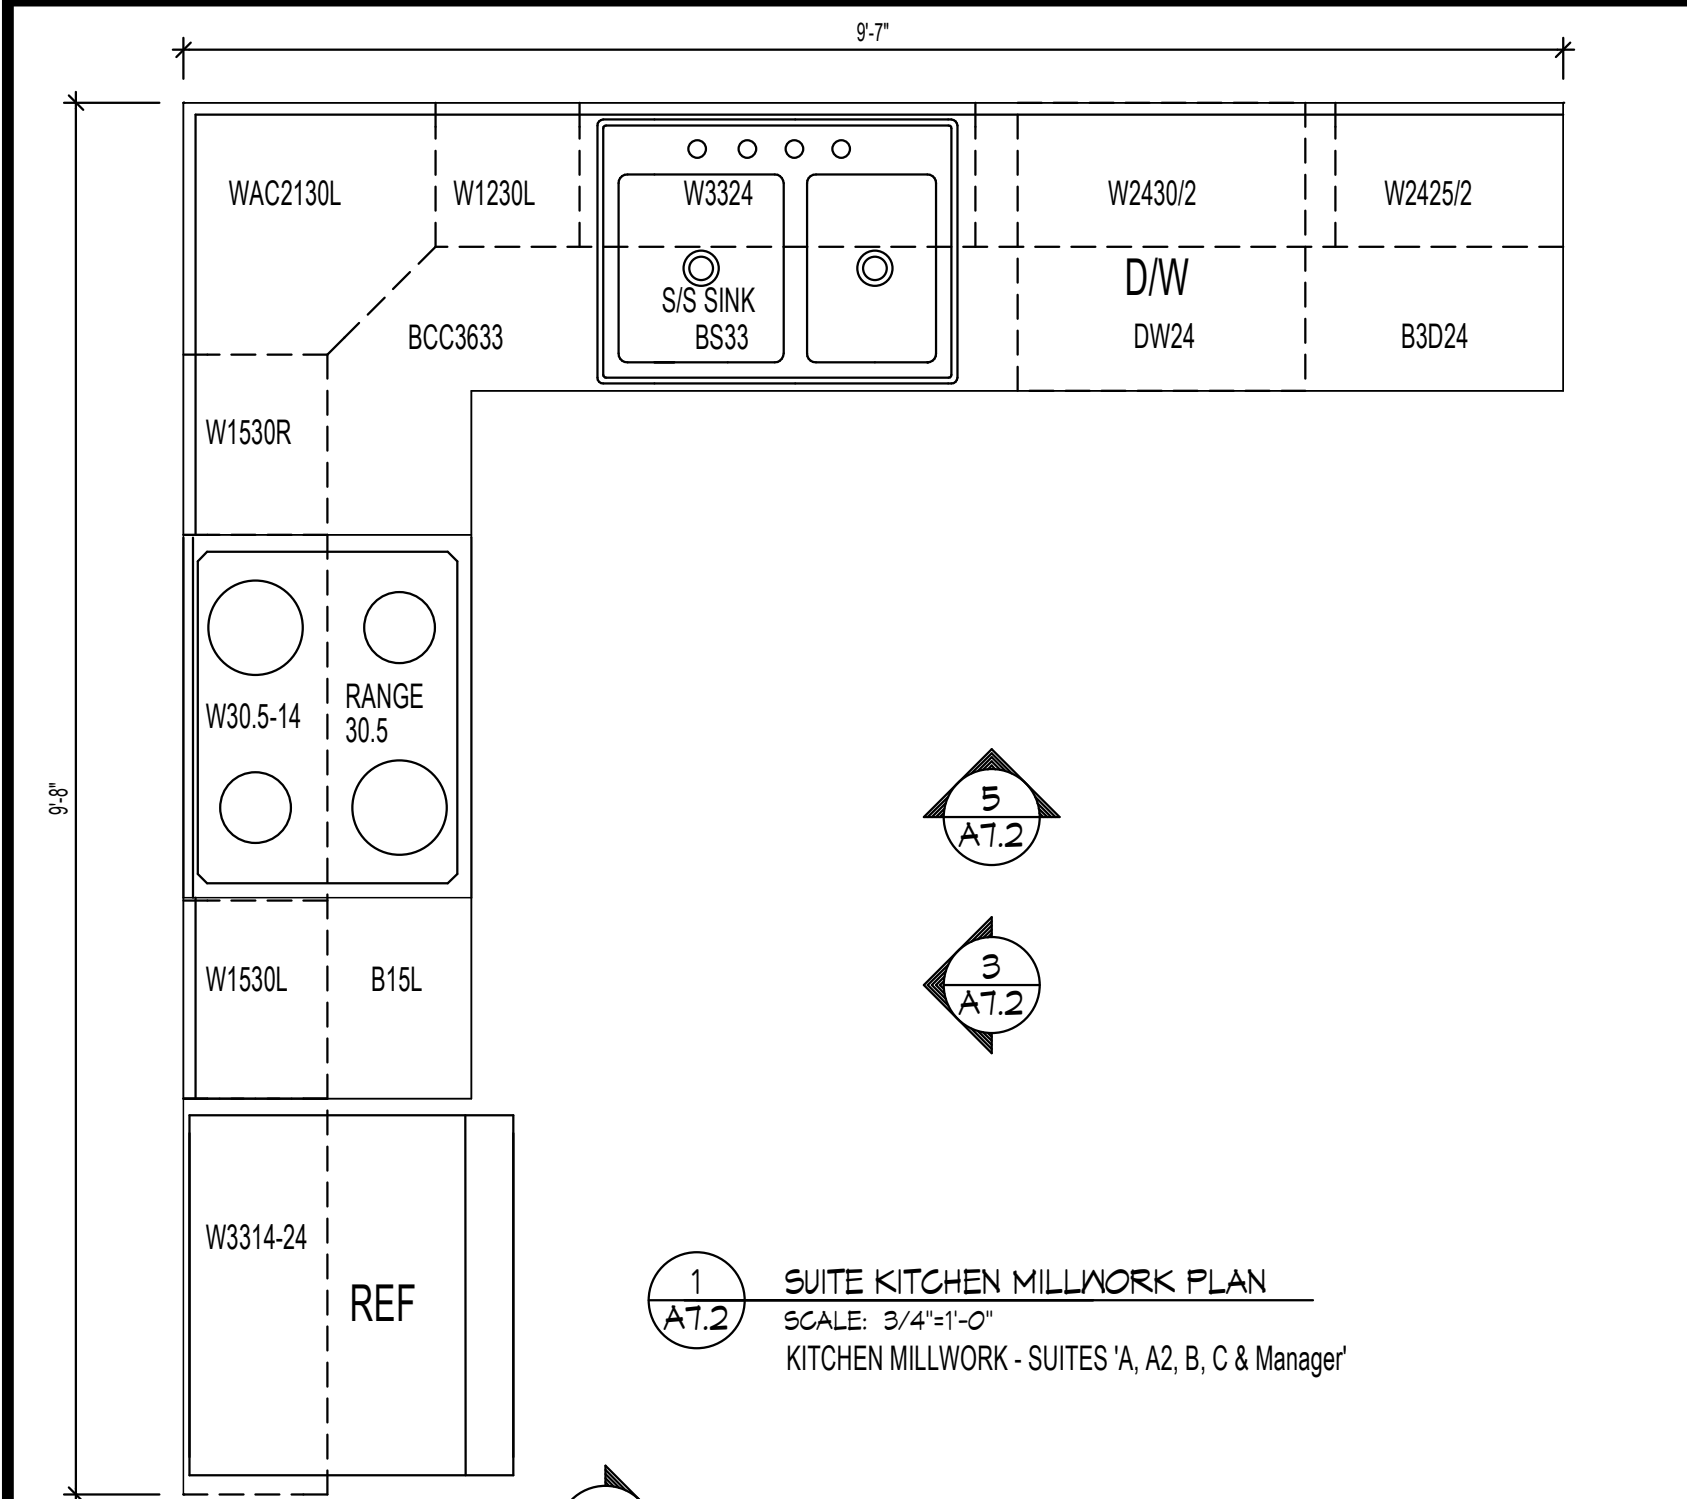 9'-7"
WAC2130L
W1230L
W3324
W2430/2
W2425/2
D/W
S/S SINK
BCC3633
BS33
DW24
B3D24
W1530R
W30.5-14
RANGE
30.5
9'-8"
5
A7.2
3
A7.2
W1530L
B15L
W3314-24
REF
1
A7.2
SUITE KITCHEN MILLWORK PLAN
SCALE: 3/4"=1'-0"
KITCHEN MILLWORK - SUITES 'A, A2, B, C & Manager'